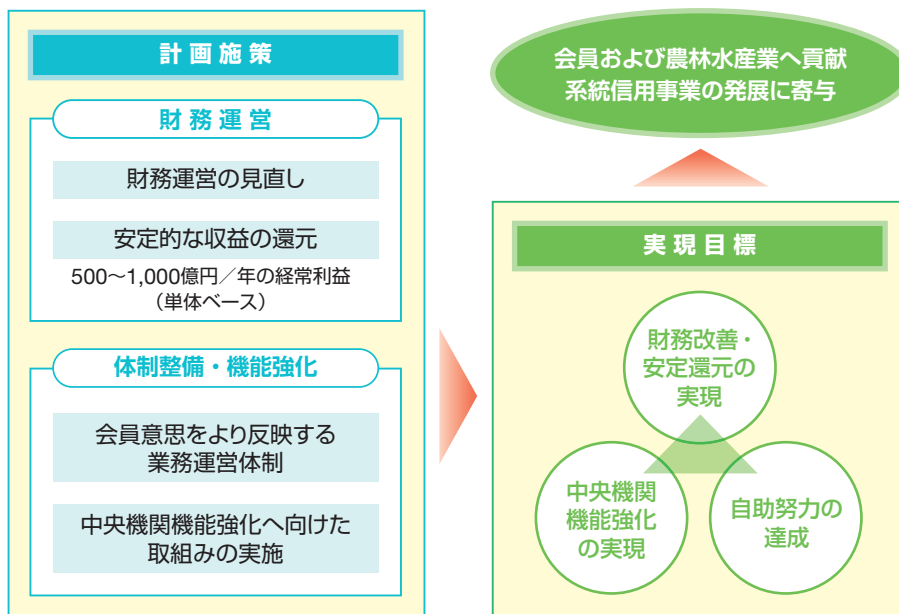 計画施策
財務運営
財務運営の見直し
安定的な収益の還元
500～1,000億円／年の経常利益
（単体ベース）
体制整備・機能強化
会員意思をより反映する
業務運営体制
中央機関機能強化へ向けた
取組みの実施
会員および農林水産業へ貢献
系統信用事業の発展に寄与
実現目標
財務改善・
安定還元の
実現
中央機関
機能強化
の実現
自助努力の
達成